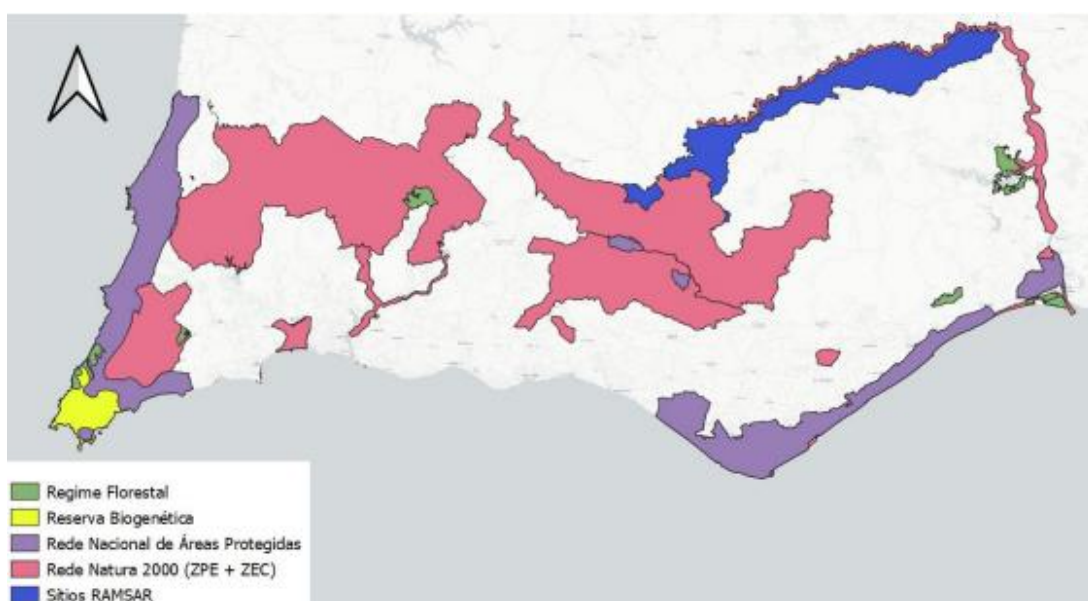 Regime Florestal
Reserva Biogenética
Rede Nacional de Áreas Protegidas
Rede Natura 2000 (ZPE + ZEC)
Sítios RAMSAR